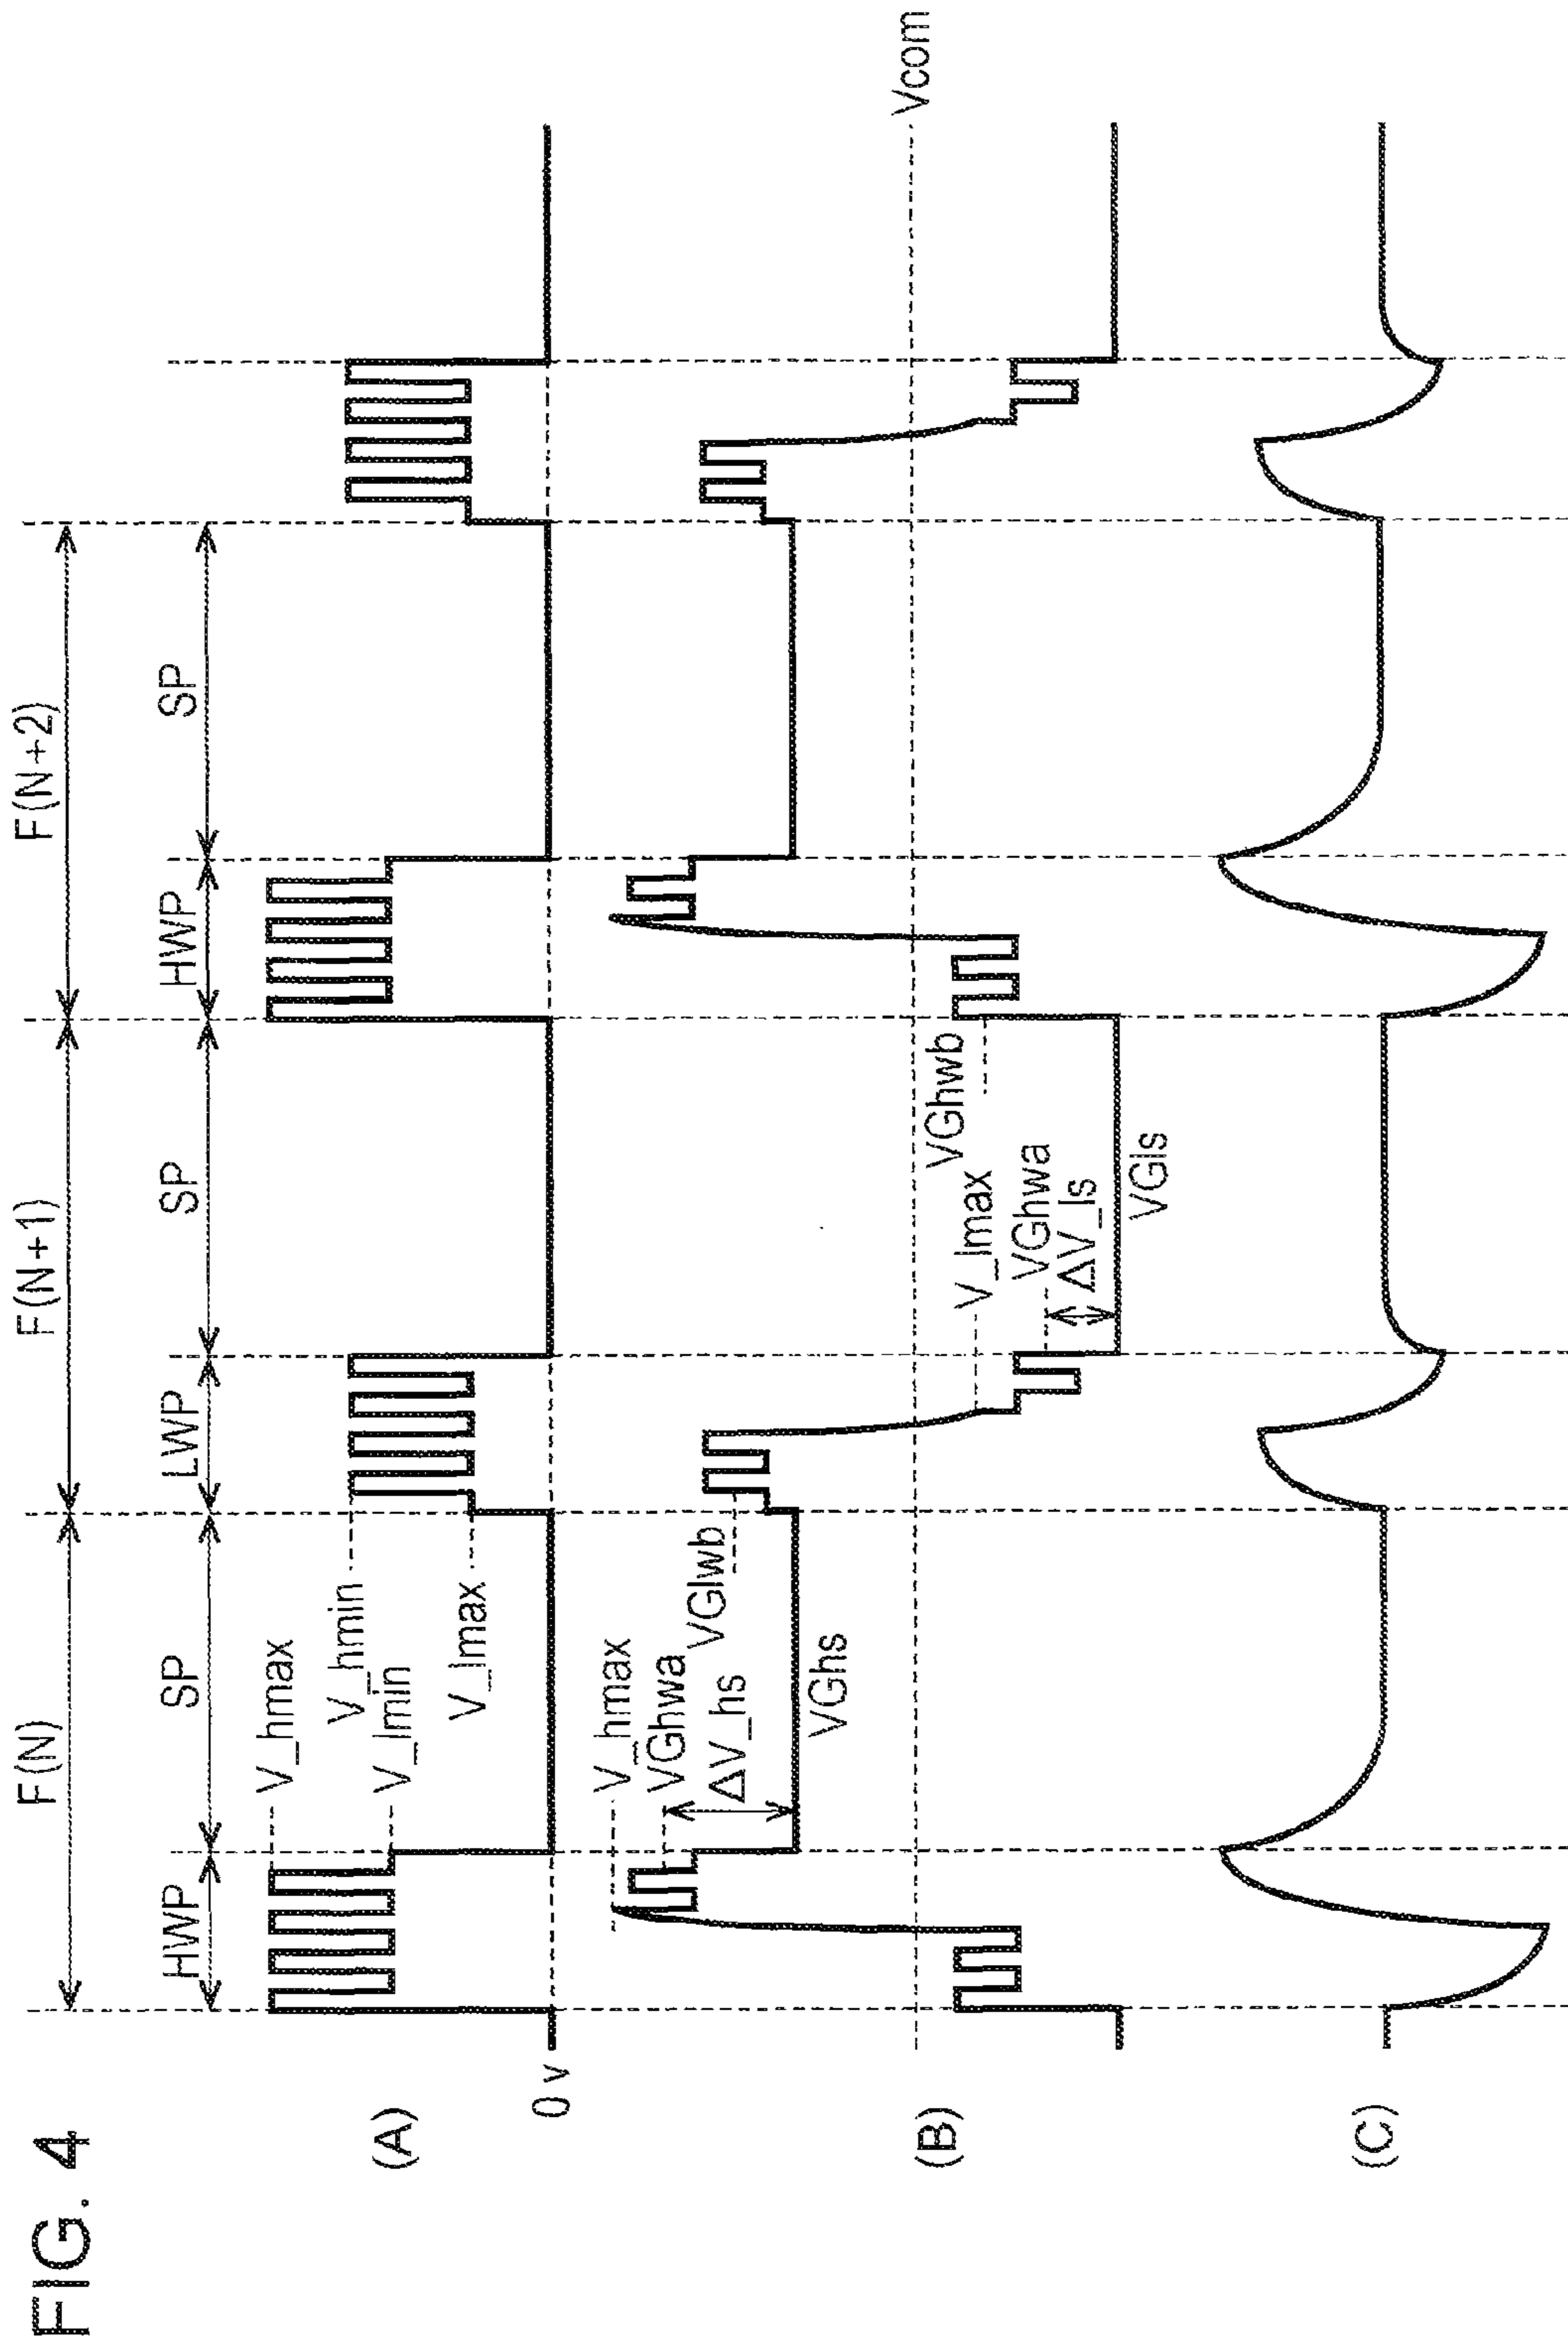 FIG. 4
F(N) F(N+1) F(N+2)
HWP SP LWP SP HWP SP
(A)
V_hmax
V_hmin
V_lmin
V_lmax
0 v
V_hmax
VGhwa
ΔV_hs
VGlwb
VGhs
(B)
Vcom
VGhwb
V_lmax
VGhwa
ΔV_ls
VGls
(C)